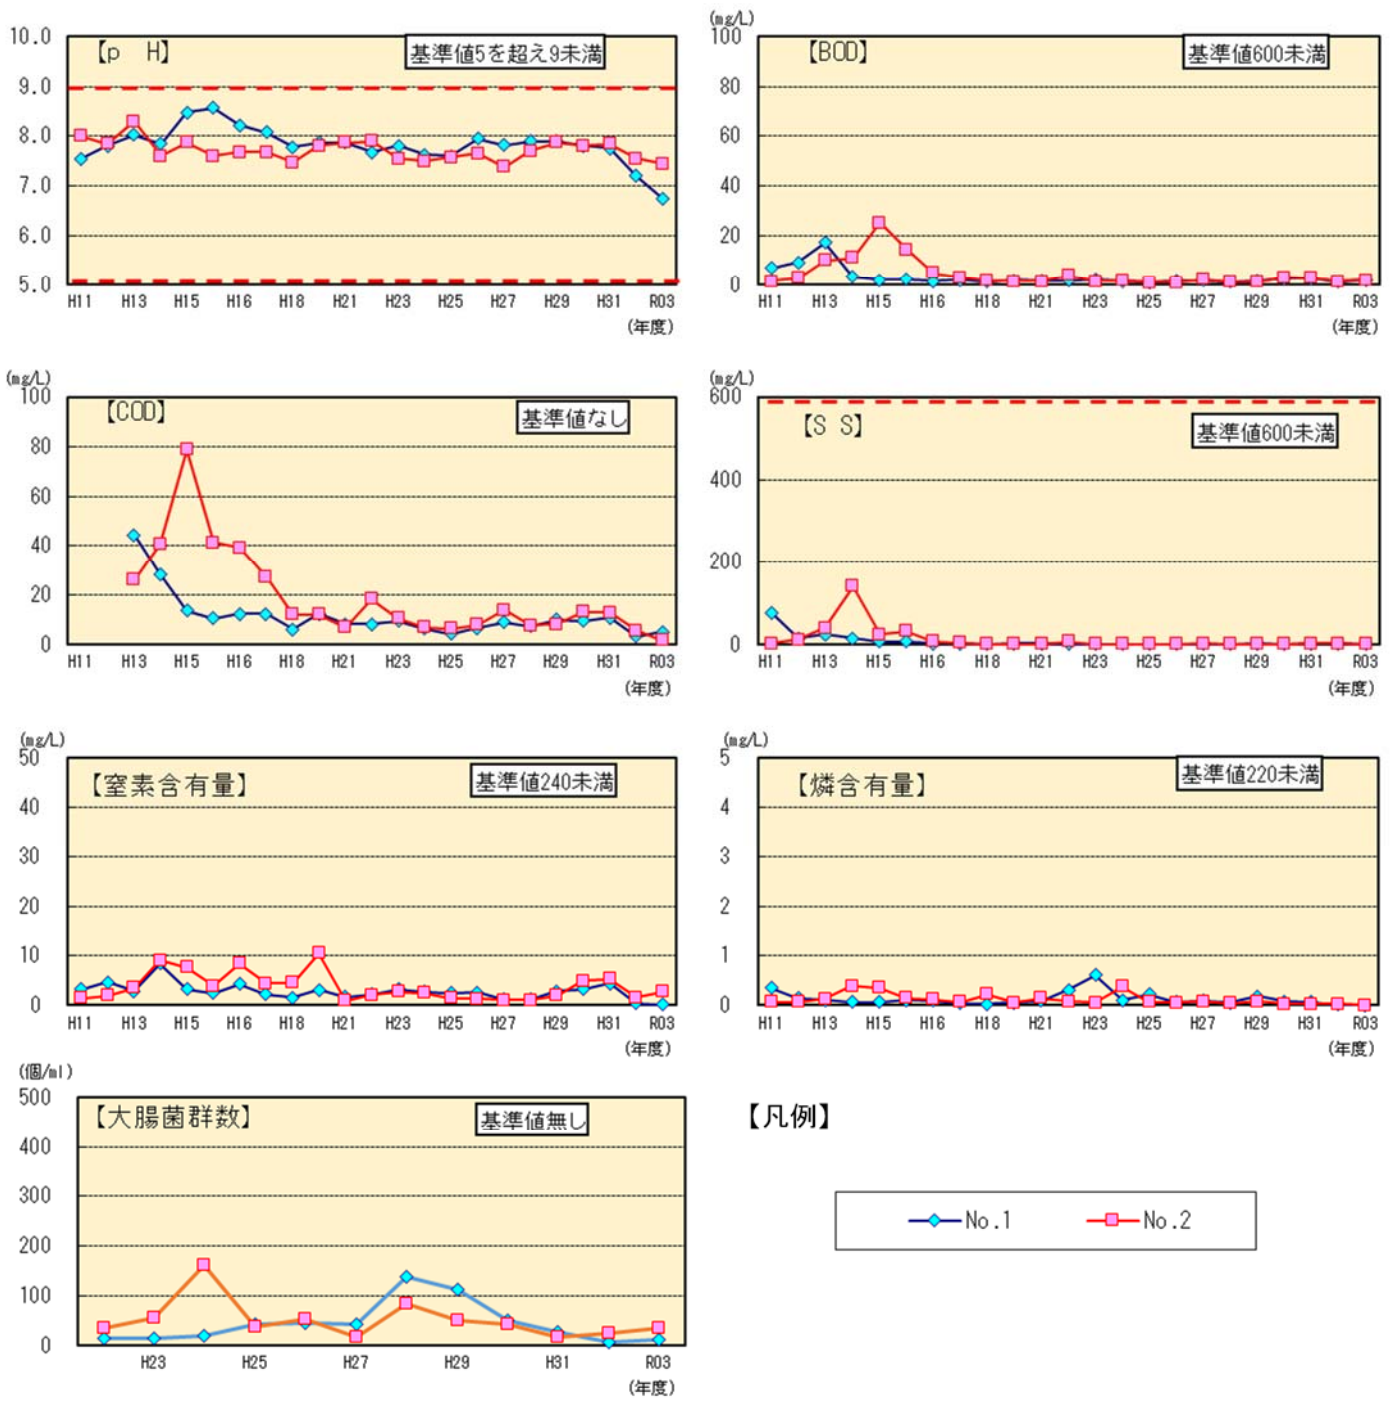 【p H】
基準値5を超え9未満
10.0
9.0
8.0
7.0
6.0
5.0
H11 H13 H15 H16 H18 H21 H23 H25 H27 H29 H31 R03
(年度)
(mg/L)
【BOD】
基準値600未満
100
80
60
40
20
0
H11 H13 H15 H16 H18 H21 H23 H25 H27 H29 H31 R03
(年度)
(mg/L)
【COD】
基準値なし
100
80
60
40
20
0
H11 H13 H15 H16 H18 H21 H23 H25 H27 H29 H31 R03
(年度)
(mg/L)
【S S】
基準値600未満
600
400
200
0
H11 H13 H15 H16 H18 H21 H23 H25 H27 H29 H31 R03
(年度)
(mg/L)
【窒素含有量】
基準値240未満
50
40
30
20
10
0
H11 H13 H15 H16 H18 H21 H23 H25 H27 H29 H31 R03
(年度)
(mg/L)
【燐含有量】
基準値220未満
5
4
3
2
1
0
H11 H13 H15 H16 H18 H21 H23 H25 H27 H29 H31 R03
(年度)
(個/ml)
【大腸菌群数】
基準値無し
500
400
300
200
100
0
H23 H25 H27 H29 H31 R03
(年度)
【凡例】
No.1 No.2